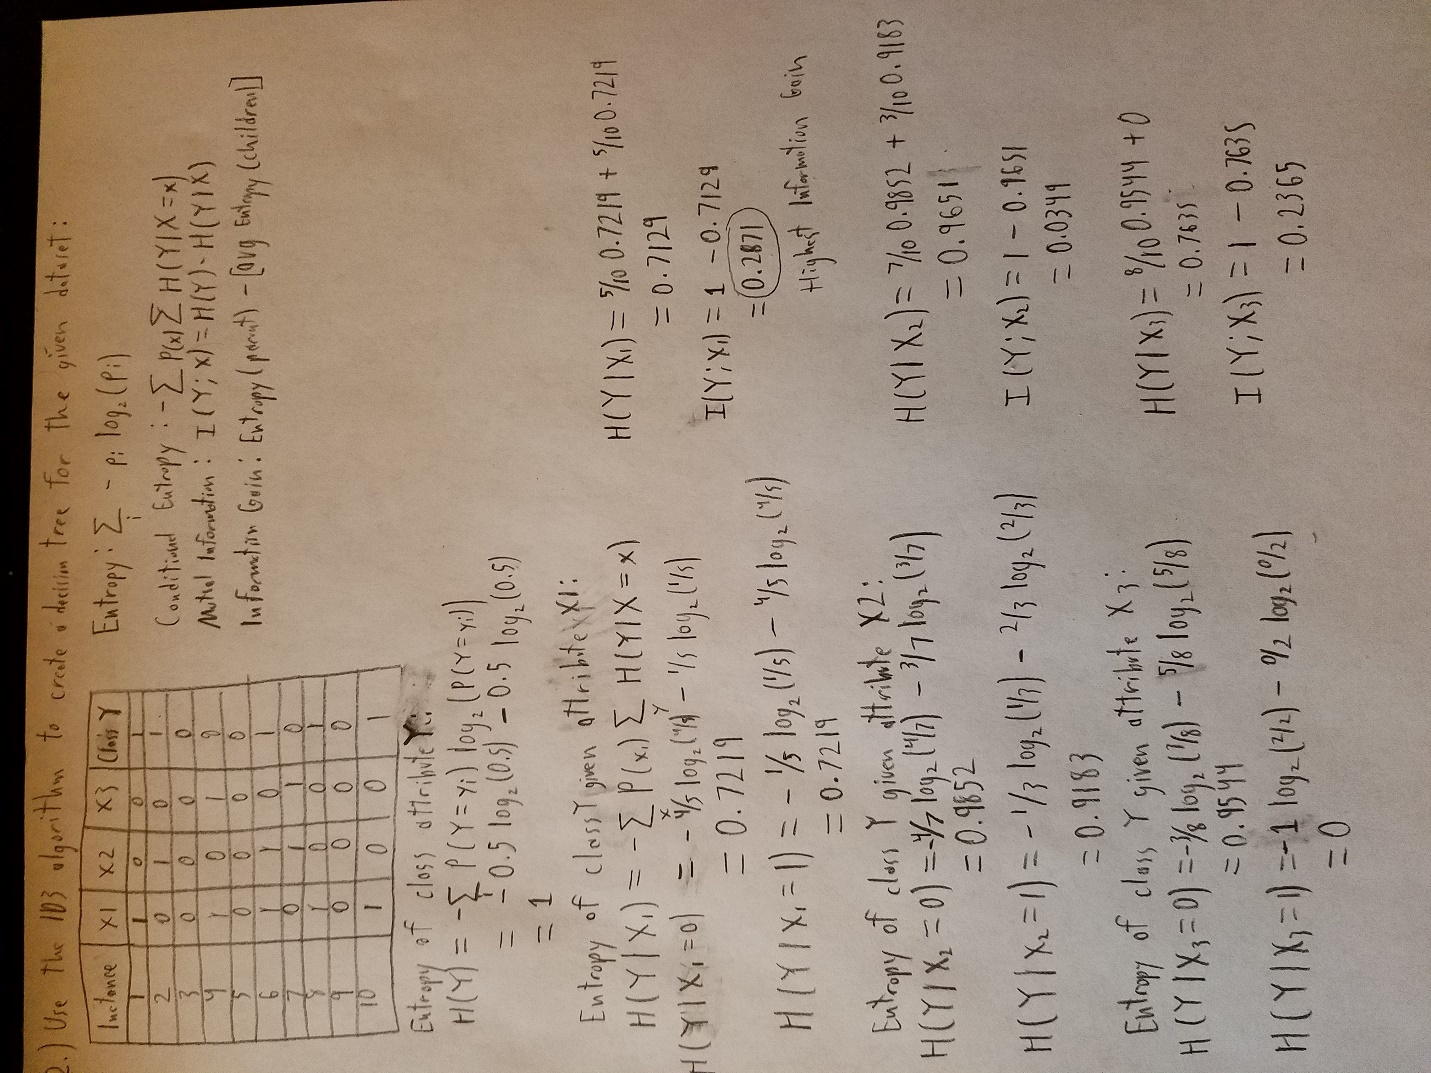 2.) Use the ID3 algorithm to create a decision tree for the given dataset:
Instance X1 X2 X3 Class Y
1 1 0 0 1
2 0 1 0 1
3 0 0 0 0
4 1 0 1 0
5 0 0 0 0
6 1 1 0 1
7 0 1 1 0
8 1 0 0 1
9 0 0 0 0
10 1 0 0 1
Entropy: ∑i - Pi log₂(Pi)
Conditional Entropy: -∑ P(x) ∑ H(Y|X=x)
Mutual Information: I(Y; X) = H(Y) - H(Y|X)
Information Gain: Entropy (parent) - [avg Entropy (children)]
Entropy of class attribute Y:
H(Y) = -∑i P(Y=yi) log₂(P(Y=yi))
= -0.5 log₂(0.5) - 0.5 log₂(0.5)
= 1
Entropy of class Y given attribute X1:
H(Y|X₁) = -∑x P(x₁) ∑Y H(Y|X=x)
H(Y|X₁=0) = -4/5 log₂(4/5) - 1/5 log₂(1/5)
= 0.7219
H(Y|X₁=1) = -1/5 log₂(1/5) - 4/5 log₂(4/5)
= 0.7219
H(Y|X₁) = 5/10 0.7219 + 5/10 0.7219
= 0.7129
I(Y; X₁) = 1 - 0.7129
= 0.2871
Highest Information Gain
Entropy of class Y given attribute X2:
H(Y|X₂=0) = -4/7 log₂(4/7) - 3/7 log₂(3/7)
= 0.9852
H(Y|X₂=1) = -1/3 log₂(1/3) - 2/3 log₂(2/3)
= 0.9183
H(Y|X₂) = 7/10 0.9852 + 3/10 0.9183
= 0.9651
I(Y; X₂) = 1 - 0.9651
= 0.0349
Entropy of class Y given attribute X3:
H(Y|X₃=0) = -3/8 log₂(3/8) - 5/8 log₂(5/8)
= 0.9544
H(Y|X₃=1) = -1 log₂(2/2) - 0/2 log₂(0/2)
= 0
H(Y|X₃) = 8/10 0.9544 + 0
= 0.7635
I(Y; X₃) = 1 - 0.7635
= 0.2365